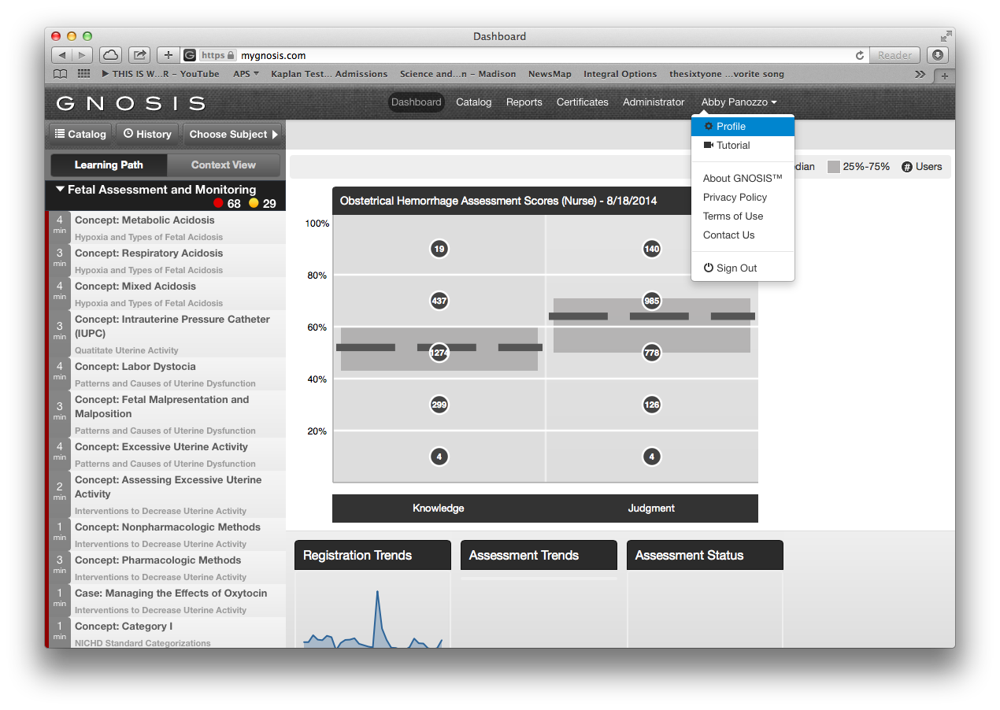 Dashboard
https mygnosis.com
Reader
THIS IS W...R – YouTube APS Kaplan Test... Admissions Science and...n – Madison NewsMap Integral Options thesixtyone ...vorite song
GNOSIS
Dashboard Catalog Reports Certificates Administrator Abby Panozzo
Catalog History Choose Subject
Profile
Tutorial
About GNOSIS™
Privacy Policy
Terms of Use
Contact Us
Sign Out
Learning Path Context View
dian 25%-75% # Users
Fetal Assessment and Monitoring
68 29
4 min Concept: Metabolic Acidosis
Hypoxia and Types of Fetal Acidosis
3 min Concept: Respiratory Acidosis
Hypoxia and Types of Fetal Acidosis
4 min Concept: Mixed Acidosis
Hypoxia and Types of Fetal Acidosis
3 min Concept: Intrauterine Pressure Catheter
(IUPC)
Quatitate Uterine Activity
4 min Concept: Labor Dystocia
Patterns and Causes of Uterine Dysfunction
3 min Concept: Fetal Malpresentation and
Malposition
Patterns and Causes of Uterine Dysfunction
4 min Concept: Excessive Uterine Activity
Patterns and Causes of Uterine Dysfunction
2 min Concept: Assessing Excessive Uterine
Activity
Interventions to Decrease Uterine Activity
1 min Concept: Nonpharmacologic Methods
Interventions to Decrease Uterine Activity
3 min Concept: Pharmacologic Methods
Interventions to Decrease Uterine Activity
1 min Case: Managing the Effects of Oxytocin
Interventions to Decrease Uterine Activity
1 min Concept: Category I
NICHD Standard Categorizations
Obstetrical Hemorrhage Assessment Scores (Nurse) - 8/18/2014
100%
19 140
80%
437 985
60%
1274 778
40%
299 126
20%
4 4
Knowledge Judgment
Registration Trends Assessment Trends Assessment Status